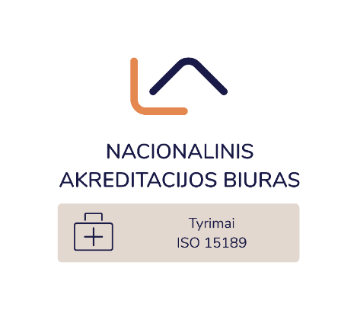 NACIONALINIS
AKREDITACIJOS BIURAS
Tyrimai
ISO 15189